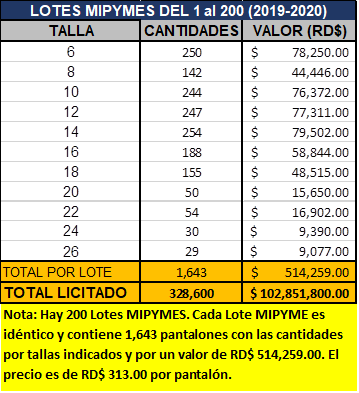 LOTES MIPYMES DEL 1 al 200 (2019-2020)
TALLA CANTIDADES VALOR (RD$)
6 250 $ 78,250.00
8 142 $ 44,446.00
10 244 $ 76,372.00
12 247 $ 77,311.00
14 254 $ 79,502.00
16 188 $ 58,844.00
18 155 $ 48,515.00
20 50 $ 15,650.00
22 54 $ 16,902.00
24 30 $ 9,390.00
26 29 $ 9,077.00
TOTAL POR LOTE 1,643 $ 514,259.00
TOTAL LICITADO 328,600 $ 102,851,800.00
Nota: Hay 200 Lotes MIPYMES. Cada Lote MIPYME es
idéntico y contiene 1,643 pantalones con las cantidades
por tallas indicados y por un valor de RD$ 514,259.00. El
precio es de RD$ 313.00 por pantalón.